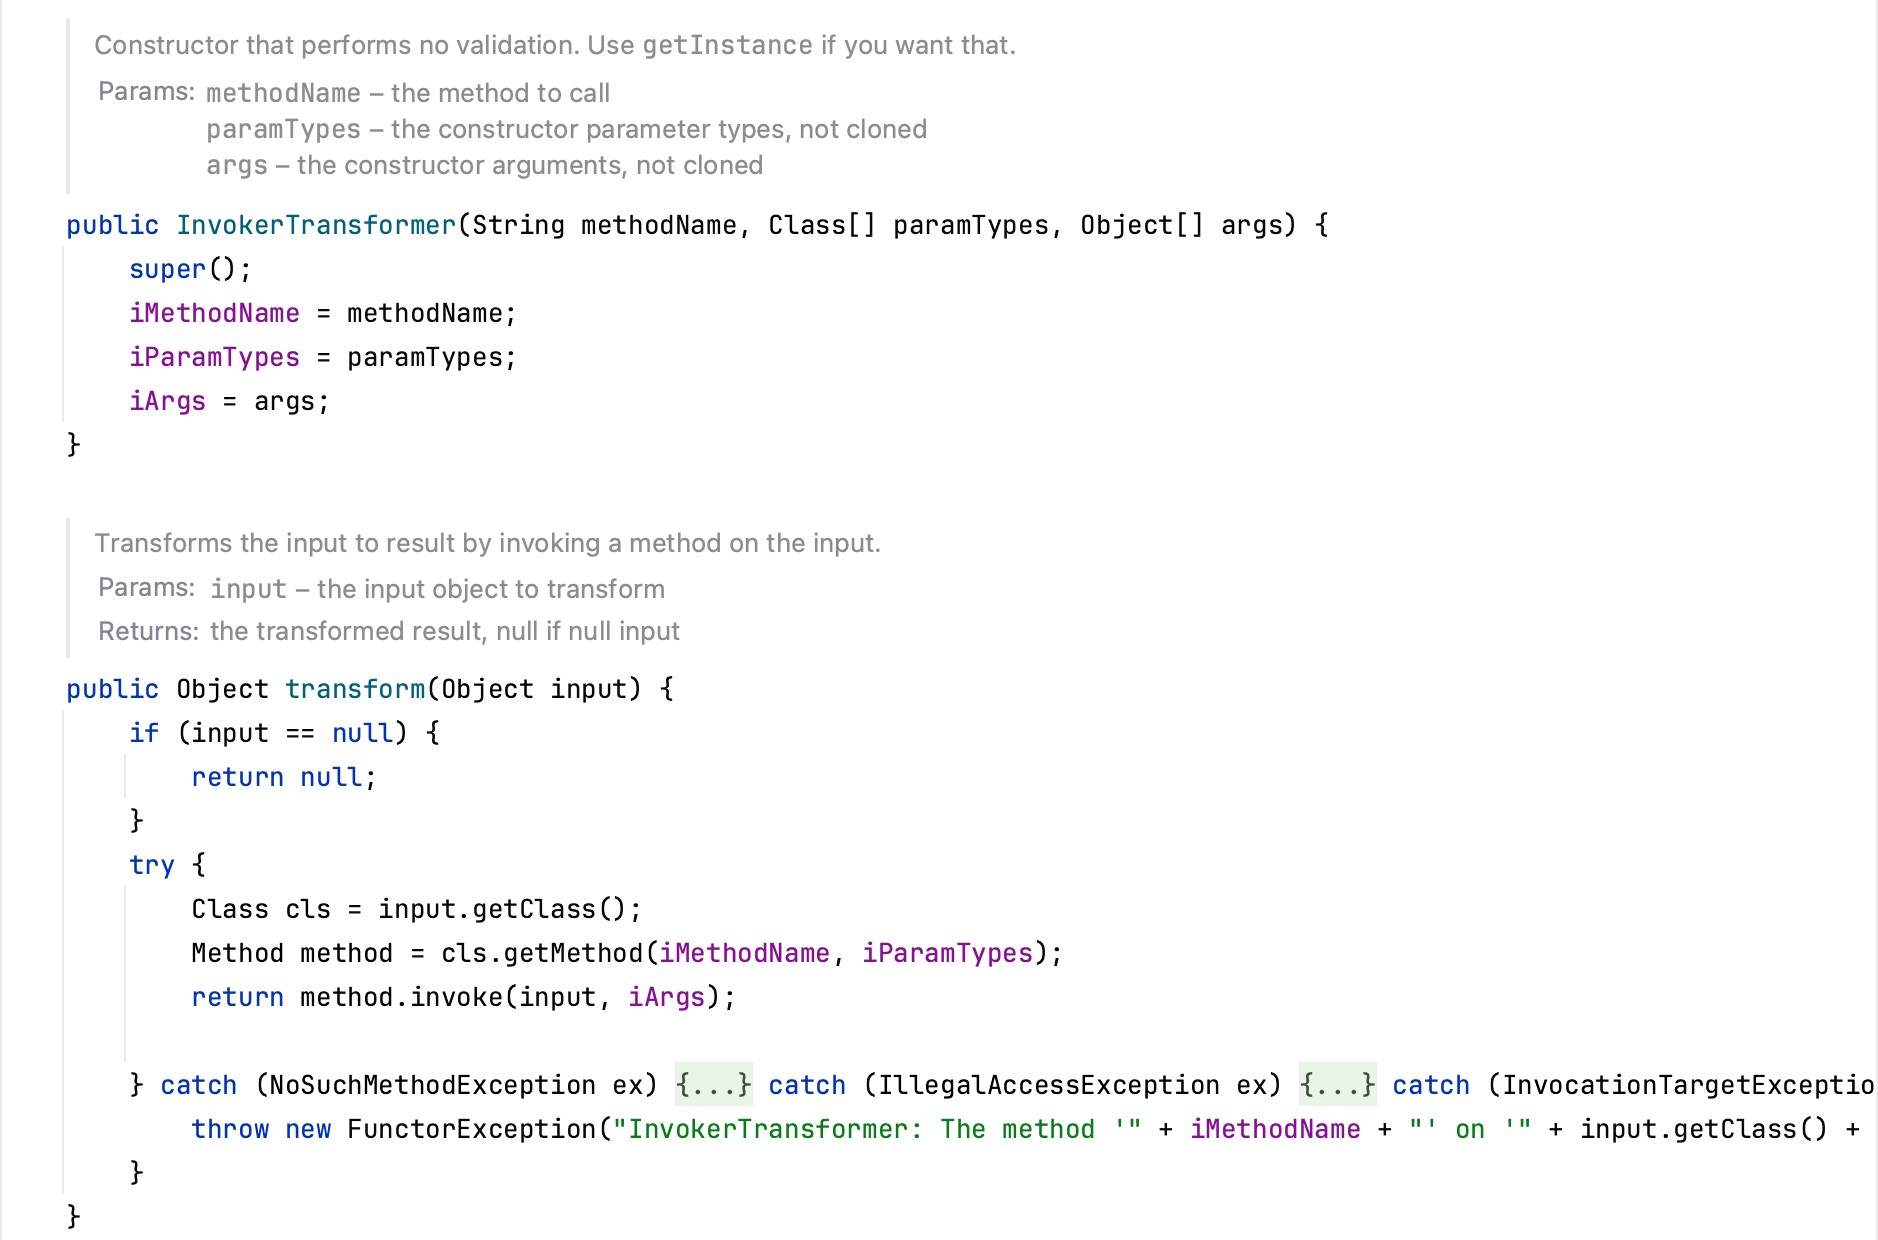 Constructor that performs no validation. Use getInstance if you want that.
Params: methodName – the method to call
paramTypes – the constructor parameter types, not cloned
args – the constructor arguments, not cloned
public InvokerTransformer(String methodName, Class[] paramTypes, Object[] args) {
    super();
    iMethodName = methodName;
    iParamTypes = paramTypes;
    iArgs = args;
}
Transforms the input to result by invoking a method on the input.
Params: input – the input object to transform
Returns: the transformed result, null if null input
public Object transform(Object input) {
    if (input == null) {
        return null;
    }
    try {
        Class cls = input.getClass();
        Method method = cls.getMethod(iMethodName, iParamTypes);
        return method.invoke(input, iArgs);
    } catch (NoSuchMethodException ex) {...} catch (IllegalAccessException ex) {...} catch (InvocationTargetExceptio
        throw new FunctorException("InvokerTransformer: The method '" + iMethodName + "' on '" + input.getClass() +
    }
}